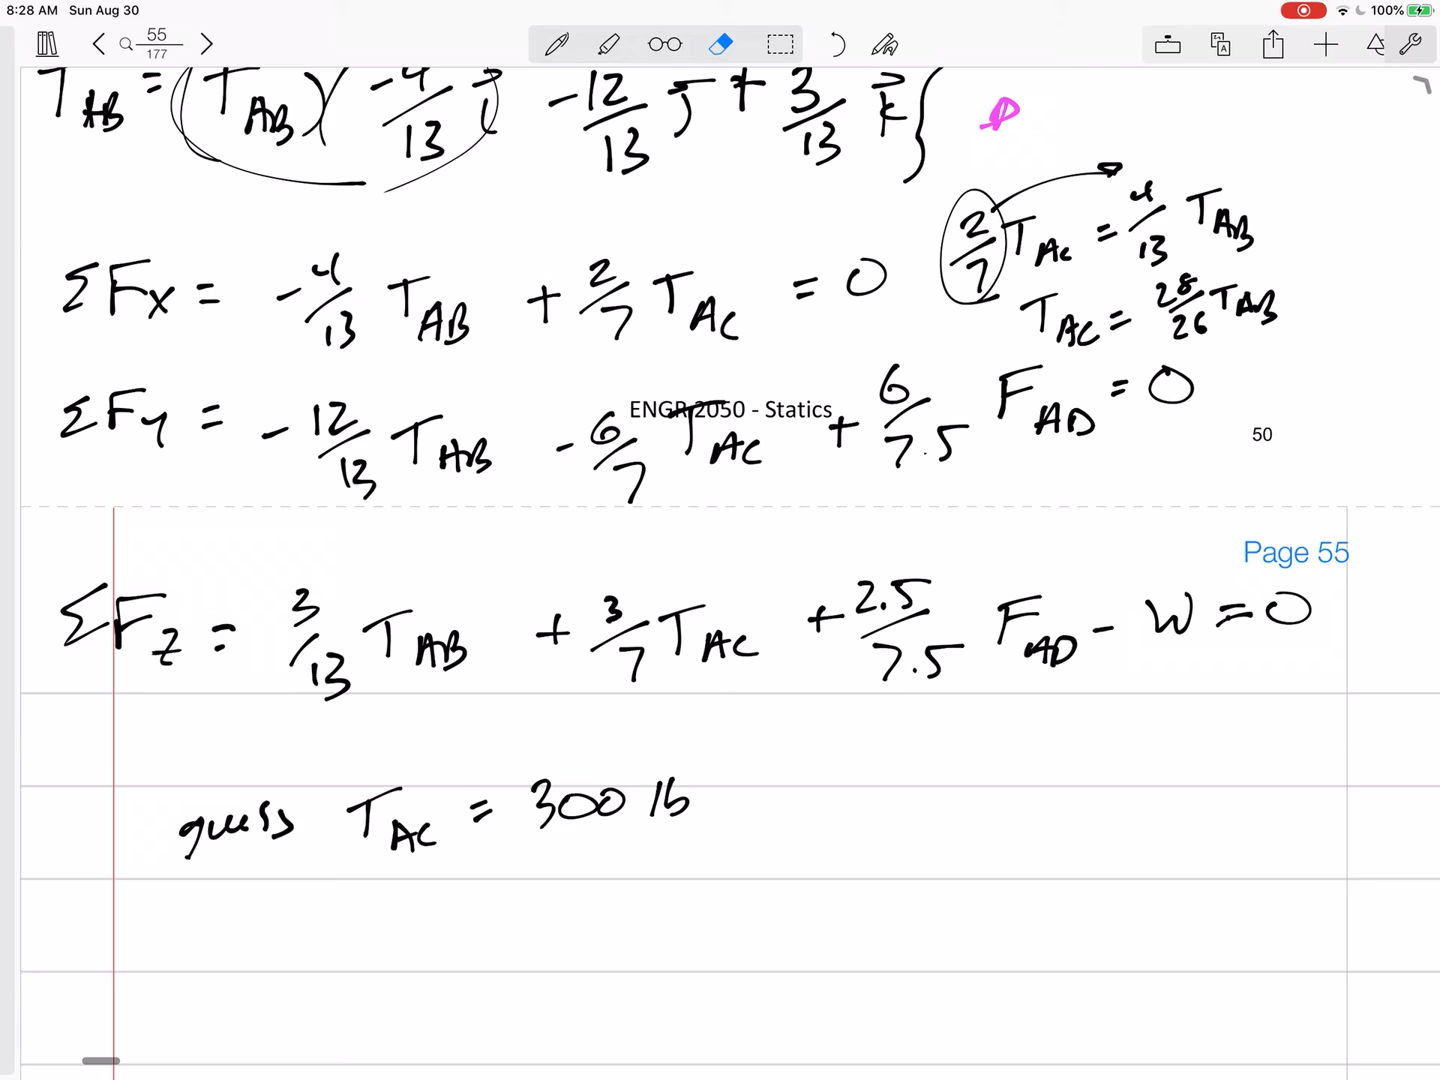 8:28 AM Sun Aug 30 100%
55
177
T_AB = (T_AB)( -4/13 i -12/13 j + 3/13 k }
2/7 T_AC = 4/13 T_AB
ΣFx = -4/13 T_AB + 2/7 T_AC = 0
T_AC = 28/26 T_AB
ΣFy = -12/13 T_AB - 6/7 T_AC + 6/7.5 F_AD = 0
ENGR 2050 - Statics
50
Page 55
ΣFz = 3/13 T_AB + 3/7 T_AC + 2.5/7.5 F_AD - W = 0
guess T_AC = 300 lb